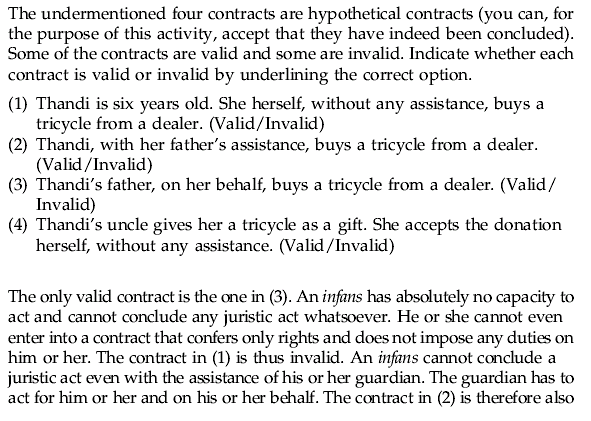 The undermentioned four contracts are hypothetical contracts (you can, for
the purpose of this activity, accept that they have indeed been concluded).
Some of the contracts are valid and some are invalid. Indicate whether each
contract is valid or invalid by underlining the correct option.
(1) Thandi is six years old. She herself, without any assistance, buys a
tricycle from a dealer. (Valid/Invalid)
(2) Thandi, with her father's assistance, buys a tricycle from a dealer.
(Valid/Invalid)
(3) Thandi's father, on her behalf, buys a tricycle from a dealer. (Valid/
Invalid)
(4) Thandi's uncle gives her a tricycle as a gift. She accepts the donation
herself, without any assistance. (Valid/Invalid)
The only valid contract is the one in (3). An infans has absolutely no capacity to
act and cannot conclude any juristic act whatsoever. He or she cannot even
enter into a contract that confers only rights and does not impose any duties on
him or her. The contract in (1) is thus invalid. An infans cannot conclude a
juristic act even with the assistance of his or her guardian. The guardian has to
act for him or her and on his or her behalf. The contract in (2) is therefore also